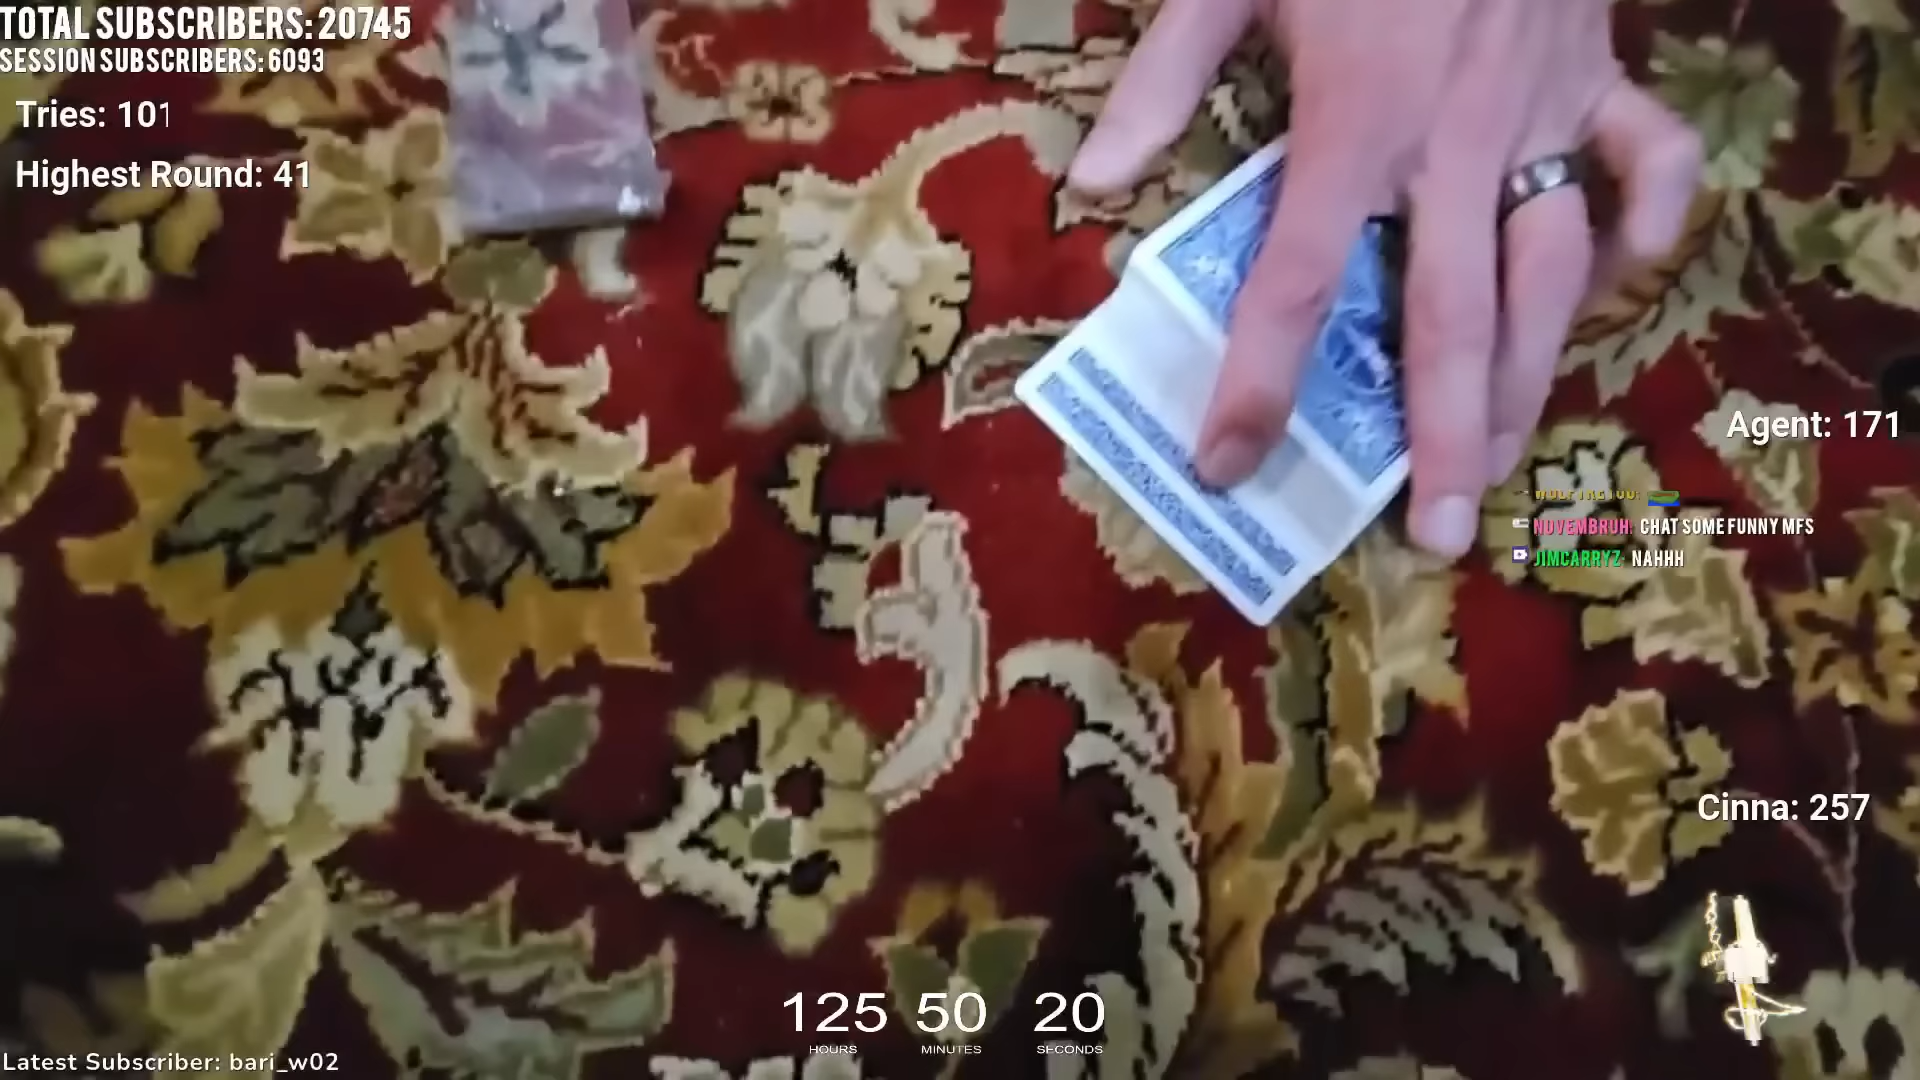 TOTAL SUBSCRIBERS: 20745
SESSION SUBSCRIBERS: 6093
Tries: 101
Highest Round: 41
Agent: 171
NOVEMBRUH: CHAT SOME FUNNY MFS
JIMCARRYZ: NAHHH
Cinna: 257
125 50 20
HOURS MINUTES SECONDS
Latest Subscriber: bari_w02